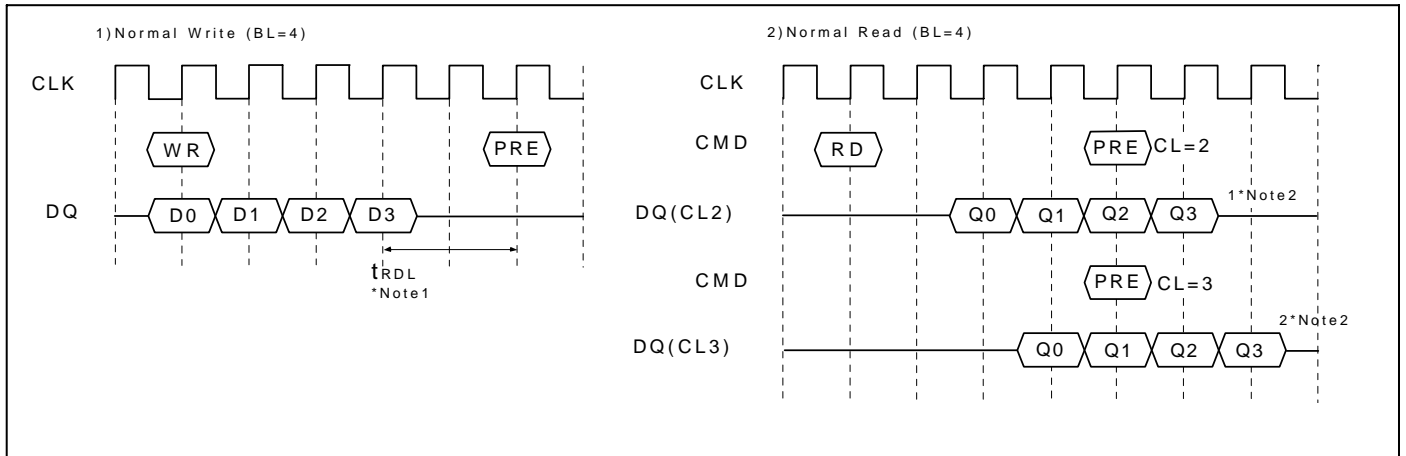 1)Normal Write (BL=4)
CLK
WR PRE
DQ D0 D1 D2 D3
tRDL
*Note1
2)Normal Read (BL=4)
CLK
CMD RD PRE CL=2
DQ(CL2) Q0 Q1 Q2 Q3 1*Note2
CMD PRE CL=3
DQ(CL3) Q0 Q1 Q2 Q3 2*Note2